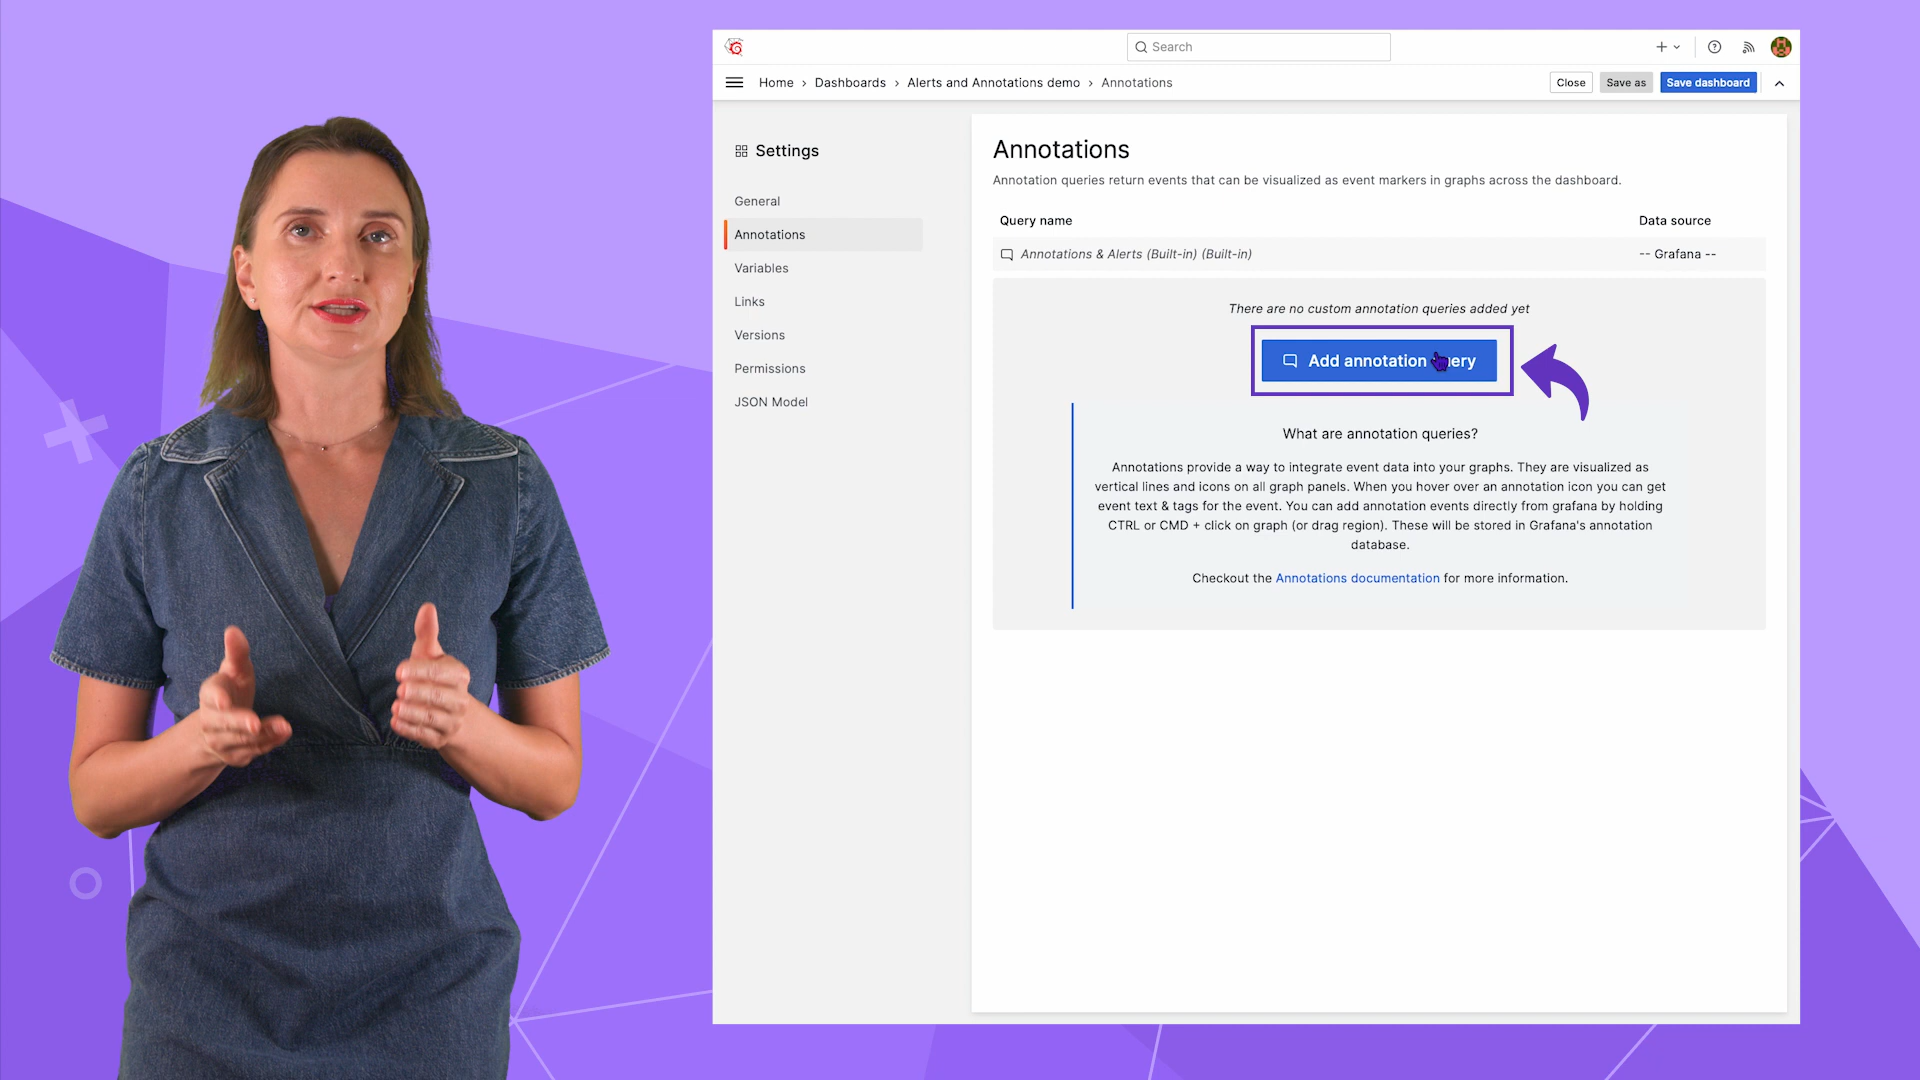 Search
Home › Dashboards › Alerts and Annotations demo › Annotations
Close
Save as
Save dashboard
Settings
General
Annotations
Variables
Links
Versions
Permissions
JSON Model
Annotations
Annotation queries return events that can be visualized as event markers in graphs across the dashboard.
Query name
Data source
Annotations & Alerts (Built-in) (Built-in)
-- Grafana --
There are no custom annotation queries added yet
Add annotation query
What are annotation queries?
Annotations provide a way to integrate event data into your graphs. They are visualized as
vertical lines and icons on all graph panels. When you hover over an annotation icon you can get
event text & tags for the event. You can add annotation events directly from grafana by holding
CTRL or CMD + click on graph (or drag region). These will be stored in Grafana's annotation
database.
Checkout the Annotations documentation for more information.